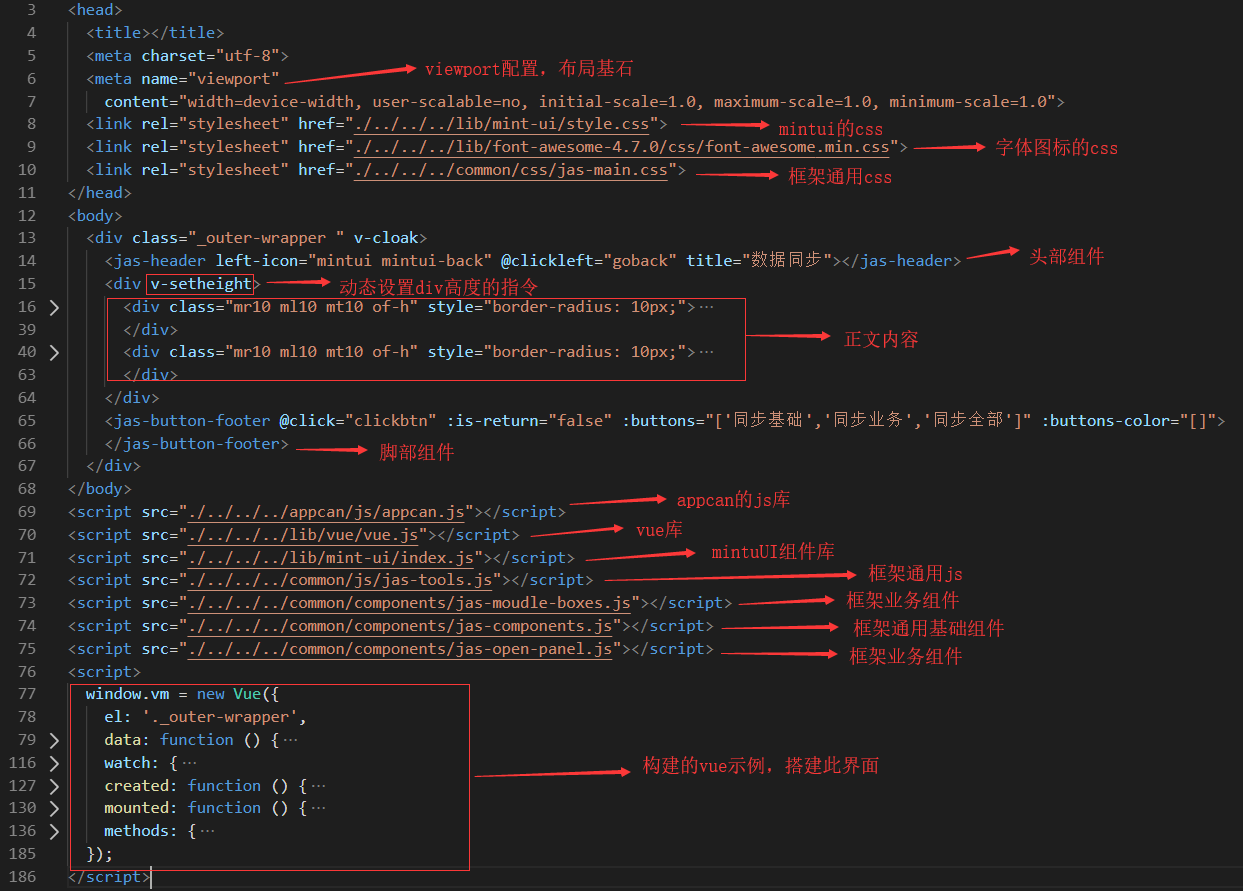 3 <head>
4 <title></title>
5 <meta charset="utf-8">
6 <meta name="viewport" viewport配置，布局基石
7 content="width=device-width, user-scalable=no, initial-scale=1.0, maximum-scale=1.0, minimum-scale=1.0">
8 <link rel="stylesheet" href="./../../../lib/mint-ui/style.css"> mintui的css
9 <link rel="stylesheet" href="./../../../lib/font-awesome-4.7.0/css/font-awesome.min.css"> 字体图标的css
10 <link rel="stylesheet" href="./../../../common/css/jas-main.css"> 框架通用css
11 </head>
12 <body>
13 <div class="_outer-wrapper " v-cloak>
14 <jas-header left-icon="mintui mintui-back" @clickleft="goback" title="数据同步"></jas-header> 头部组件
15 <div v-setheight> 动态设置div高度的指令
16 <div class="mr10 ml10 mt10 of-h" style="border-radius: 10px;">…
39 </div> 正文内容
40 <div class="mr10 ml10 mt10 of-h" style="border-radius: 10px;">…
63 </div>
64 </div>
65 <jas-button-footer @click="clickbtn" :is-return="false" :buttons="['同步基础','同步业务','同步全部']" :buttons-color="[]">
66 </jas-button-footer> 脚部组件
67 </div>
68 </body>
69 <script src="./../../../appcan/js/appcan.js"></script> appcan的js库
70 <script src="./../../../lib/vue/vue.js"></script> vue库
71 <script src="./../../../lib/mint-ui/index.js"></script> mintuUI组件库
72 <script src="./../../../common/js/jas-tools.js"></script> 框架通用js
73 <script src="./../../../common/components/jas-moudle-boxes.js"></script> 框架业务组件
74 <script src="./../../../common/components/jas-components.js"></script> 框架通用基础组件
75 <script src="./../../../common/components/jas-open-panel.js"></script> 框架业务组件
76 <script>
77 window.vm = new Vue({
78 el: '._outer-wrapper',
79 data: function () {…
116 watch: {… 构建的vue示例，搭建此界面
127 created: function () {…
130 mounted: function () {…
136 methods: {…
185 });
186 </script>